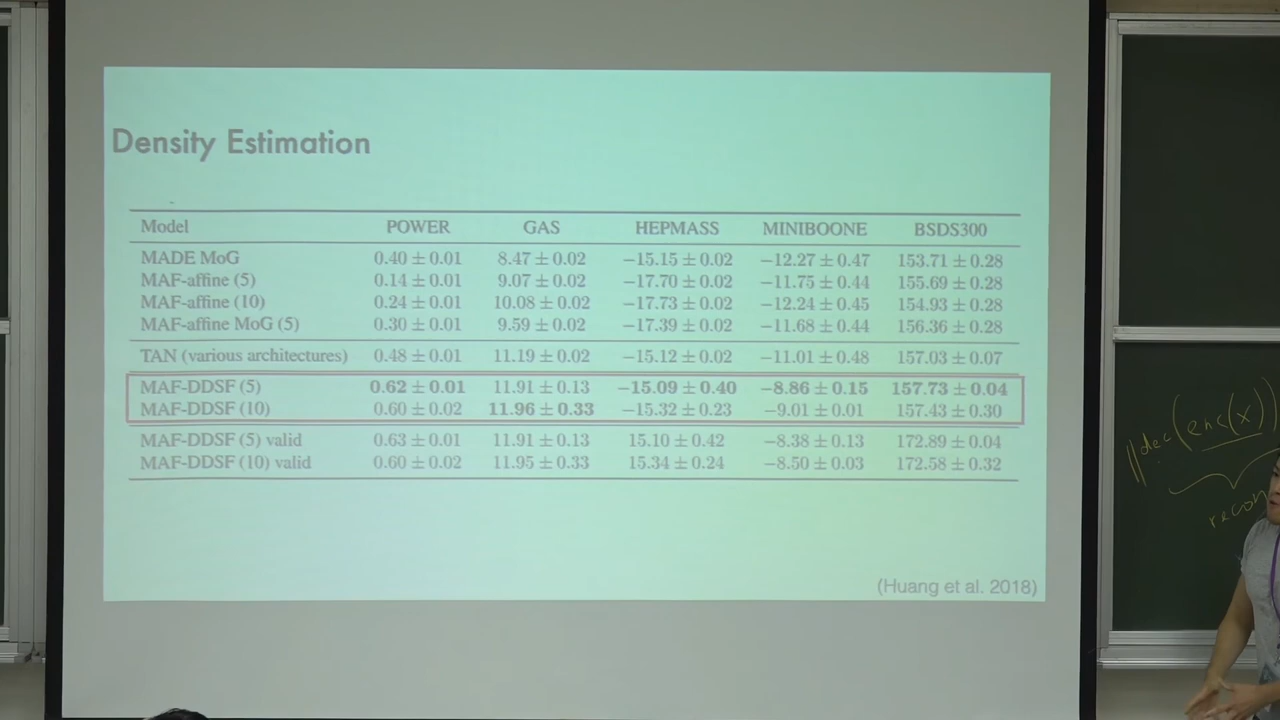 Density Estimation
Model POWER GAS HEPMASS MINIBOONE BSDS300
MADE MoG 0.40 ± 0.01 8.47 ± 0.02 −15.15 ± 0.02 −12.27 ± 0.47 153.71 ± 0.28
MAF-affine (5) 0.14 ± 0.01 9.07 ± 0.02 −17.70 ± 0.02 −11.75 ± 0.44 155.69 ± 0.28
MAF-affine (10) 0.24 ± 0.01 10.08 ± 0.02 −17.73 ± 0.02 −12.24 ± 0.45 154.93 ± 0.28
MAF-affine MoG (5) 0.30 ± 0.01 9.59 ± 0.02 −17.39 ± 0.02 −11.68 ± 0.44 156.36 ± 0.28
TAN (various architectures) 0.48 ± 0.01 11.19 ± 0.02 −15.12 ± 0.02 −11.01 ± 0.48 157.03 ± 0.07
MAF-DDSF (5) 0.62 ± 0.01 11.91 ± 0.13 −15.09 ± 0.40 −8.86 ± 0.15 157.73 ± 0.04
MAF-DDSF (10) 0.60 ± 0.02 11.96 ± 0.33 −15.32 ± 0.23 −9.01 ± 0.01 157.43 ± 0.30
MAF-DDSF (5) valid 0.63 ± 0.01 11.91 ± 0.13 15.10 ± 0.42 −8.38 ± 0.13 172.89 ± 0.04
MAF-DDSF (10) valid 0.60 ± 0.02 11.95 ± 0.33 15.34 ± 0.24 −8.50 ± 0.03 172.58 ± 0.32
(Huang et al. 2018)
||dec(enc(x))
recon